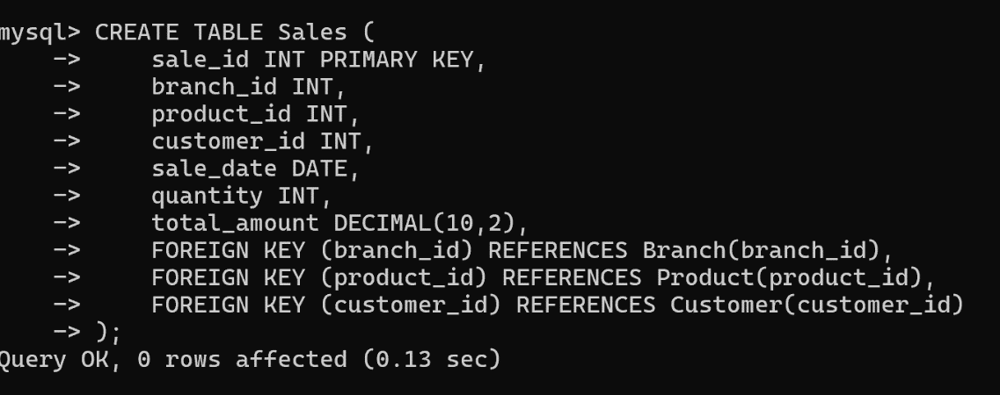 mysql> CREATE TABLE Sales (
    ->     sale_id INT PRIMARY KEY,
    ->     branch_id INT,
    ->     product_id INT,
    ->     customer_id INT,
    ->     sale_date DATE,
    ->     quantity INT,
    ->     total_amount DECIMAL(10,2),
    ->     FOREIGN KEY (branch_id) REFERENCES Branch(branch_id),
    ->     FOREIGN KEY (product_id) REFERENCES Product(product_id),
    ->     FOREIGN KEY (customer_id) REFERENCES Customer(customer_id)
    -> );
Query OK, 0 rows affected (0.13 sec)